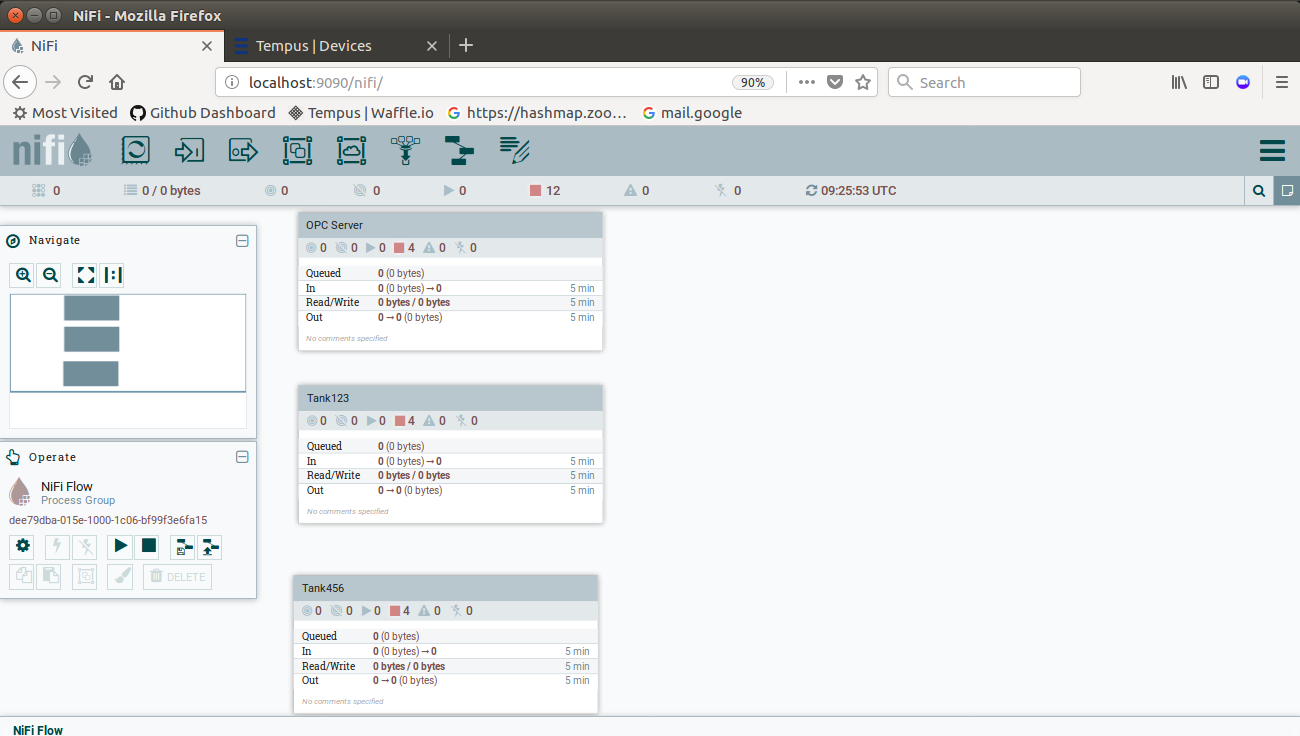 NiFi - Mozilla Firefox
NiFi
Tempus | Devices
localhost:9090/nifi/
90%
Search
Most Visited
Github Dashboard
Tempus | Waffle.io
https://hashmap.zoo...
mail.google
nifi
0
0 / 0 bytes
0
0
0
12
0
0
09:25:53 UTC
Navigate
Operate
NiFi Flow
Process Group
dee79dba-015e-1000-1c06-bf99f3e6fa15
DELETE
OPC Server
0 0 0 4 0 0
Queued 0 (0 bytes)
In 0 (0 bytes) → 0 5 min
Read/Write 0 bytes / 0 bytes 5 min
Out 0 → 0 (0 bytes) 5 min
No comments specified
Tank123
0 0 0 4 0 0
Queued 0 (0 bytes)
In 0 (0 bytes) → 0 5 min
Read/Write 0 bytes / 0 bytes 5 min
Out 0 → 0 (0 bytes) 5 min
No comments specified
Tank456
0 0 0 4 0 0
Queued 0 (0 bytes)
In 0 (0 bytes) → 0 5 min
Read/Write 0 bytes / 0 bytes 5 min
Out 0 → 0 (0 bytes) 5 min
No comments specified
NiFi Flow